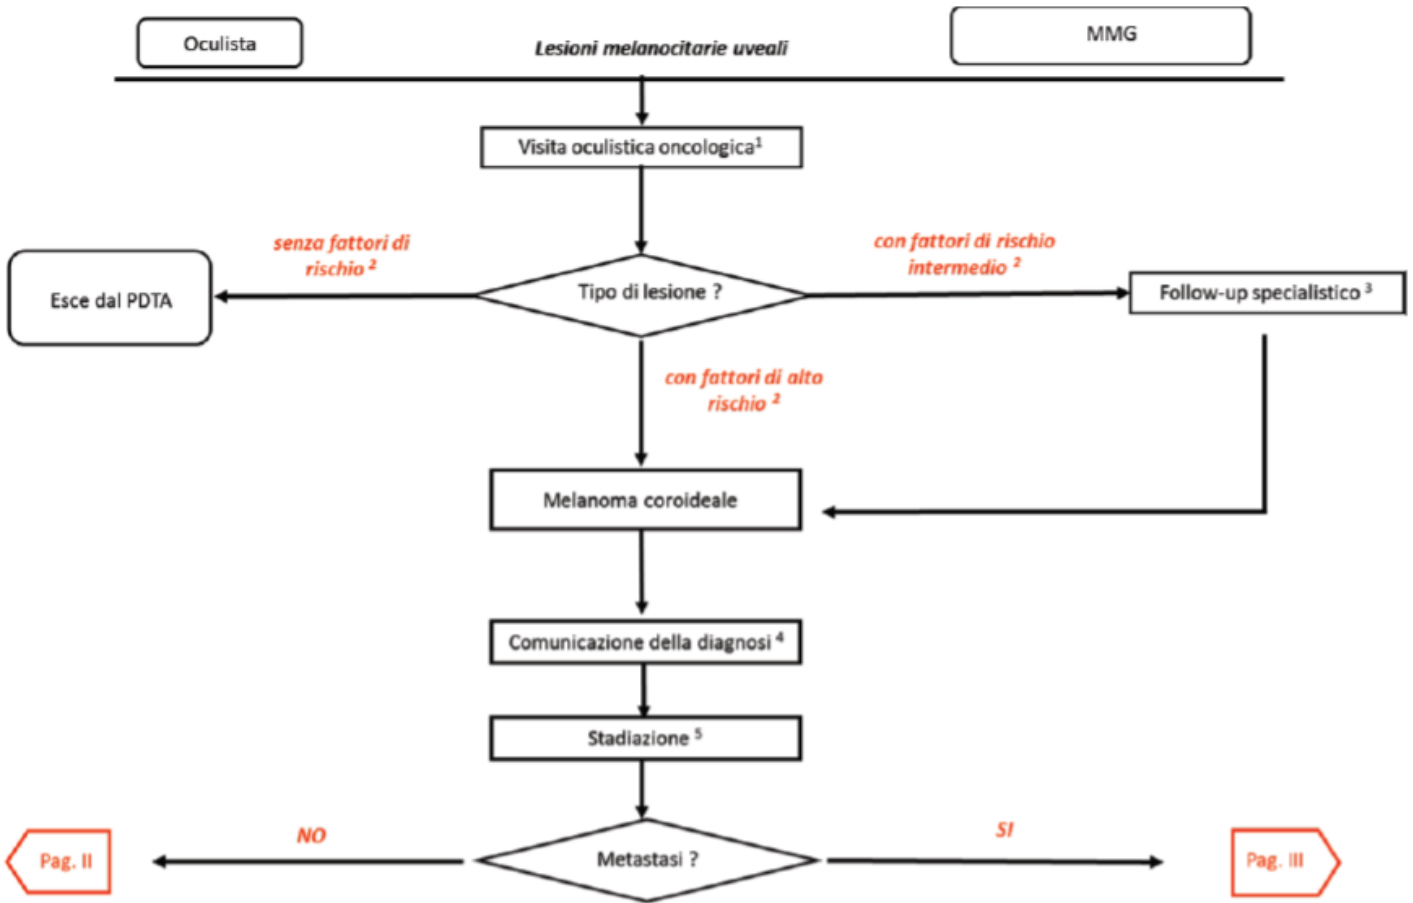 Oculista
Lesioni melanocitarie uveali
MMG
Visita oculistica oncologica¹
senza fattori di
rischio ²
con fattori di rischio
intermedio ²
Esce dal PDTA
Tipo di lesione ?
Follow-up specialistico ³
con fattori di alto
rischio ²
Melanoma coroideale
Comunicazione della diagnosi ⁴
Stadiazione ⁵
NO
SI
Pag. II
Metastasi ?
Pag. III